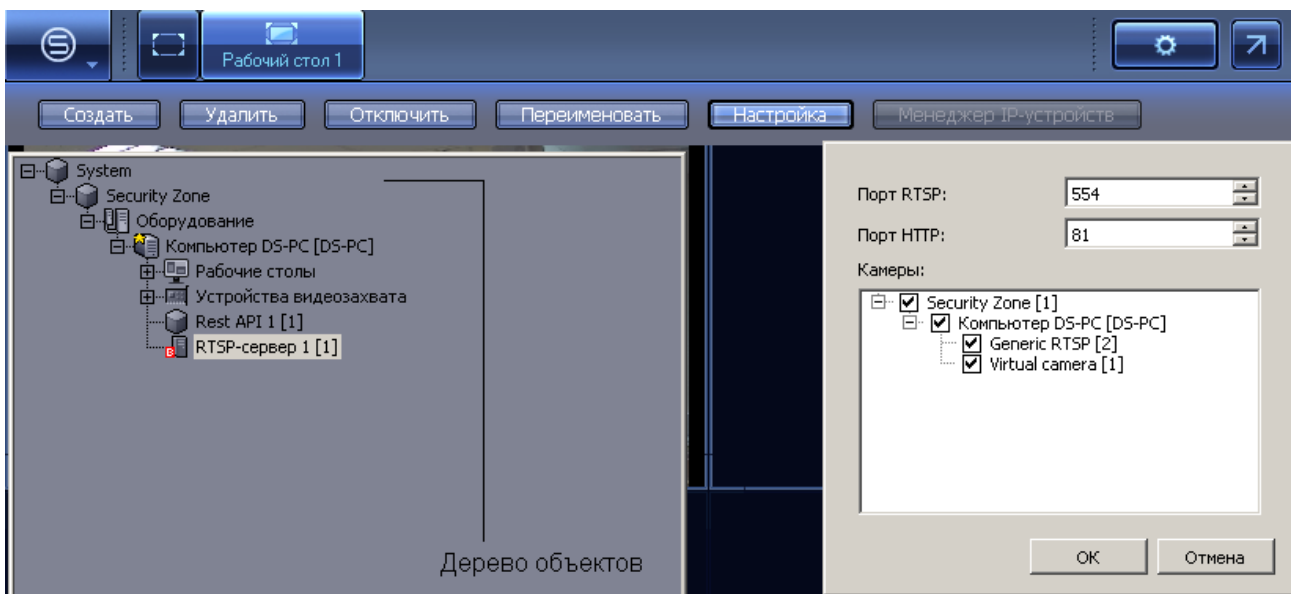 Рабочий стол 1
Создать Удалить Отключить Переименовать Настройка Менеджер IP-устройств
System
Security Zone
Оборудование
Компьютер DS-PC [DS-PC]
Рабочие столы
Устройства видеозахвата
Rest API 1 [1]
RTSP-сервер 1 [1]
Дерево объектов
Порт RTSP: 554
Порт HTTP: 81
Камеры:
Security Zone [1]
Компьютер DS-PC [DS-PC]
Generic RTSP [2]
Virtual camera [1]
ОК Отмена